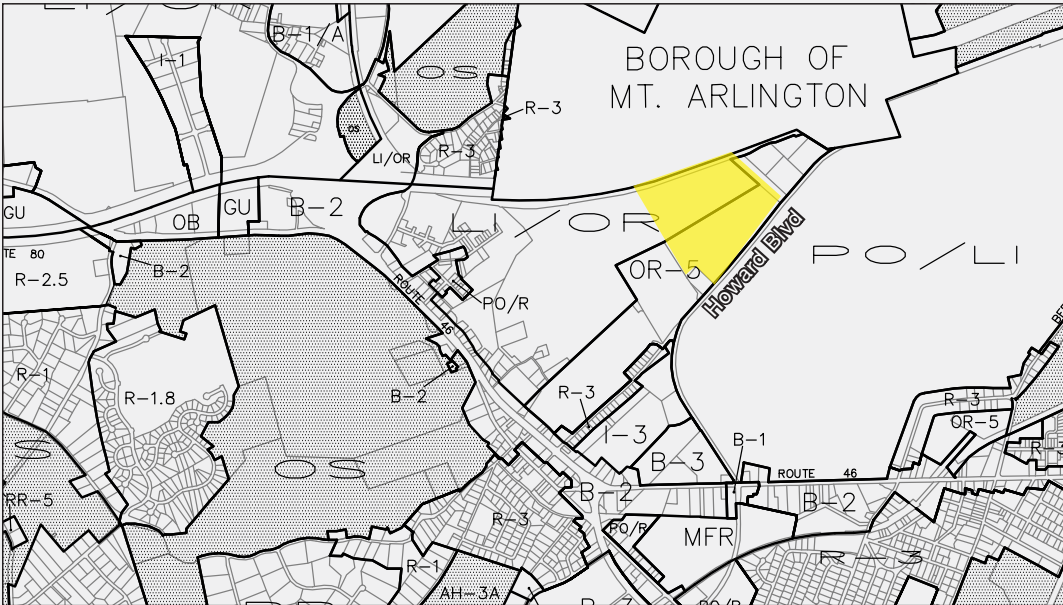 B-1/A
I-1
OS
BOROUGH OF
MT. ARLINGTON
R-3
OS
LI/OR
R-3
GU
OB
GU
B-2
LI/OR
TE 80
R-2.5
B-2
OR-5
Howard Blvd
PO/LI
PO/R
ROUTE 46
R-1
R-1.8
B-2
R-3
R-3
OR-5
I-3
B-1
B-3
ROUTE 46
S
OS
B-2
B-2
RR-5
R-3
PO/R
MFR
R-3
R-1
AH-3A
PO/R